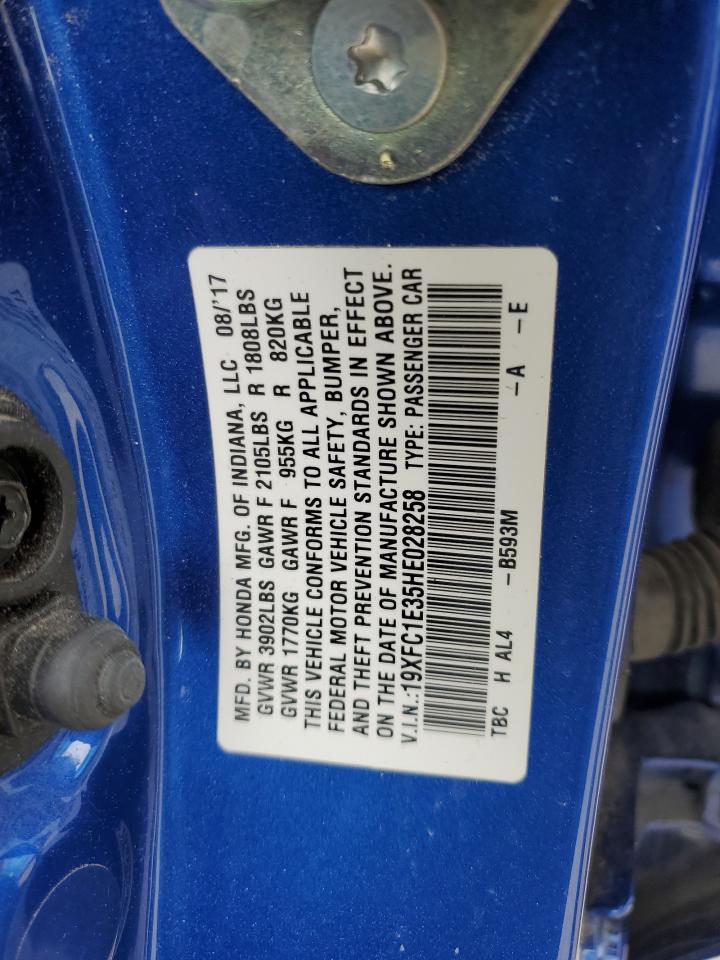 MFD. BY HONDA MFG. OF INDIANA, LLC 08/'17
GVWR 3902LBS GAWR F 2105LBS R 1808LBS
GVWR 1770KG GAWR F 955KG R 820KG
THIS VEHICLE CONFORMS TO ALL APPLICABLE
FEDERAL MOTOR VEHICLE SAFETY, BUMPER,
AND THEFT PREVENTION STANDARDS IN EFFECT
ON THE DATE OF MANUFACTURE SHOWN ABOVE.
V.I.N.:19XFC1E35HE028258 TYPE: PASSENGER CAR
TBC H AL4 -B593M -A -E